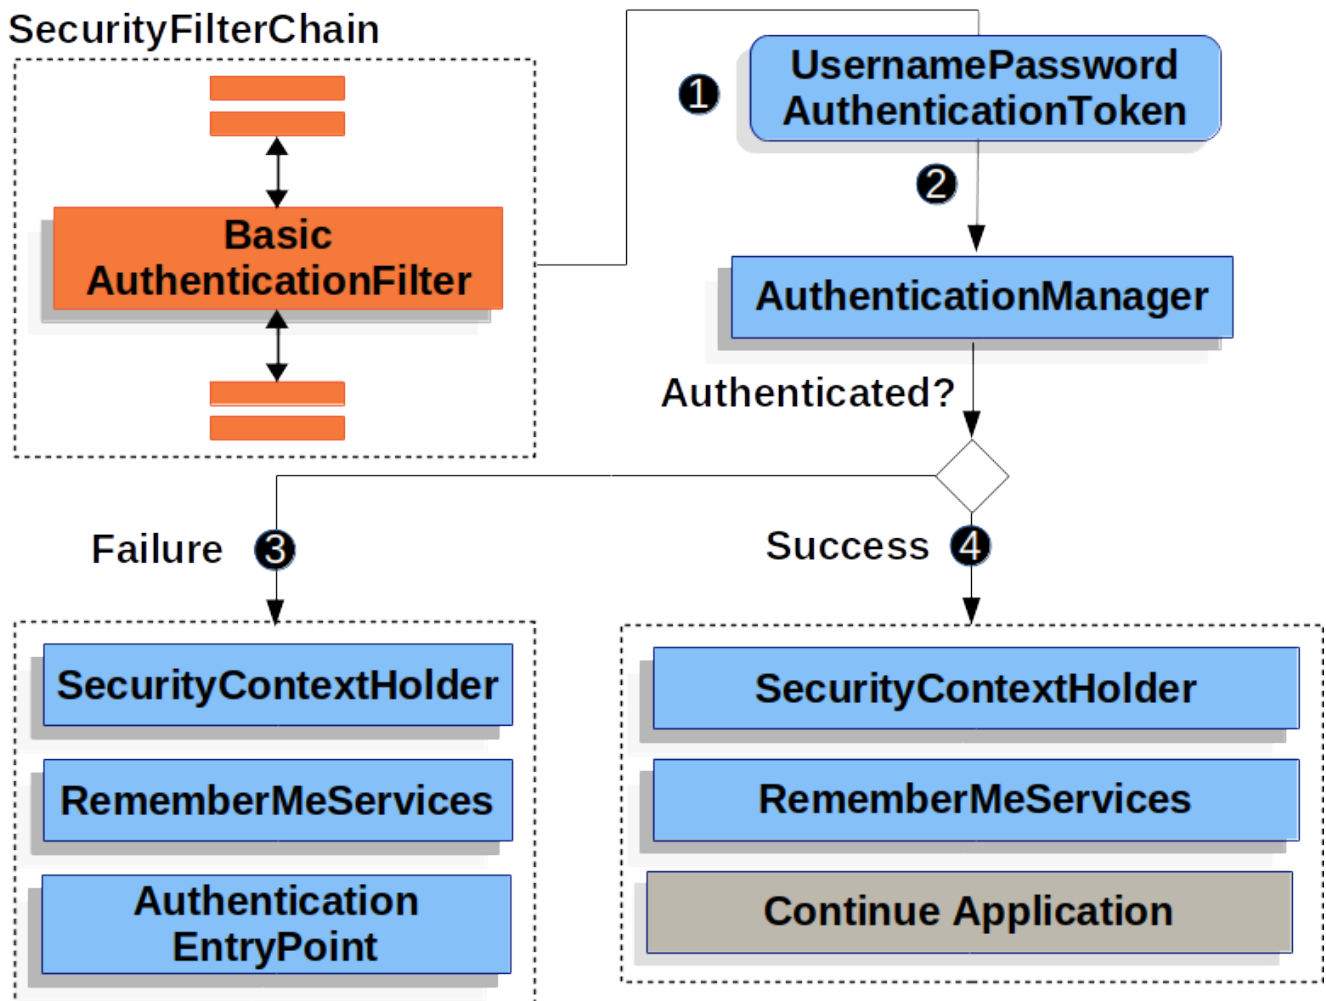 SecurityFilterChain
Basic
AuthenticationFilter
1
UsernamePassword
AuthenticationToken
2
AuthenticationManager
Authenticated?
Failure
3
Success
4
SecurityContextHolder
RememberMeServices
Authentication
EntryPoint
SecurityContextHolder
RememberMeServices
Continue Application